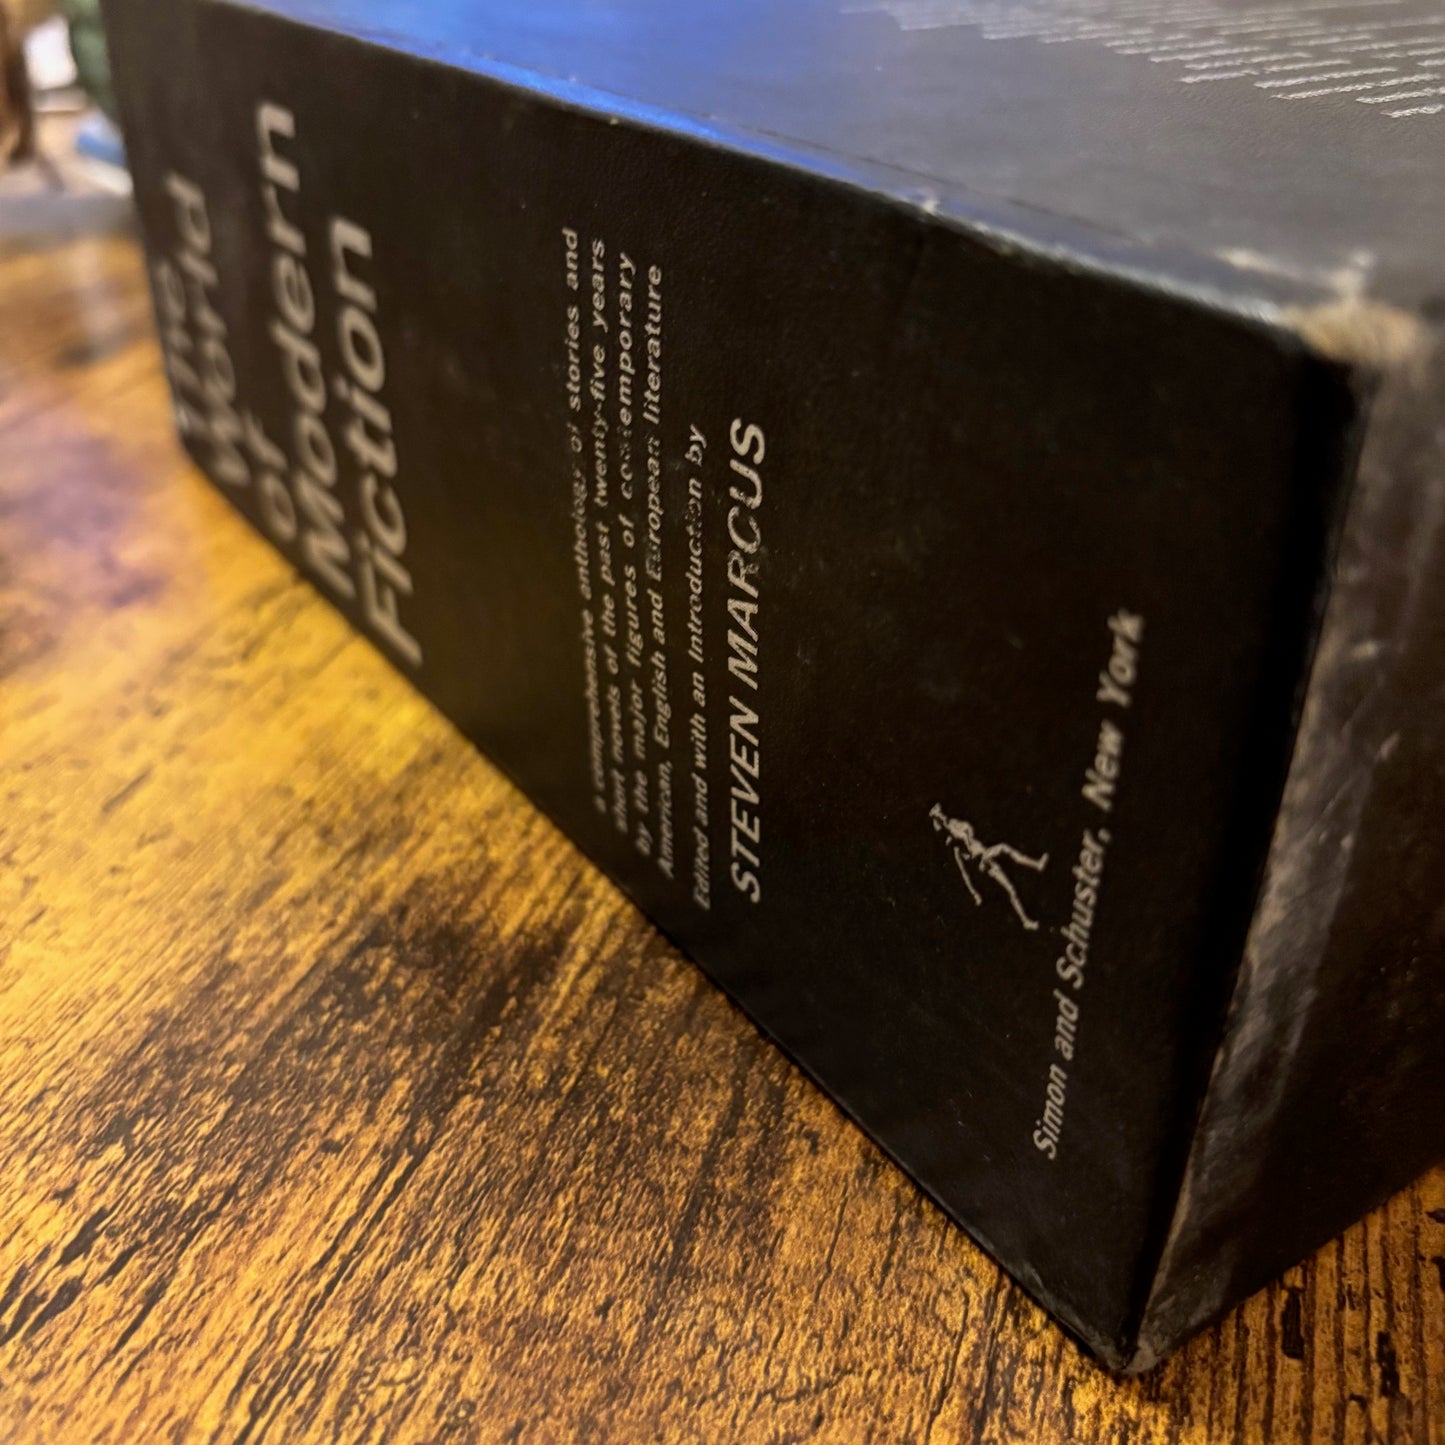 The
World
of
Modern
Fiction
a comprehensive anthology of stories and
short novels of the past twenty-five years
by the major figures of contemporary
American, English and European literature
Edited and with an Introduction by
STEVEN MARCUS
Simon and Schuster, New York